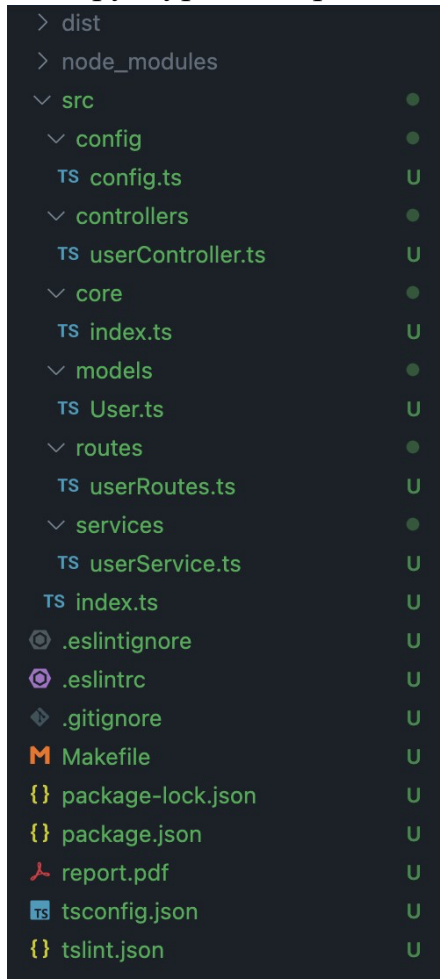 dist
node_modules
src
config
TS config.ts U
controllers
TS userController.ts U
core
TS index.ts U
models
TS User.ts U
routes
TS userRoutes.ts U
services
TS userService.ts U
TS index.ts U
.eslintignore U
.eslintrc U
.gitignore U
M Makefile U
{} package-lock.json U
{} package.json U
report.pdf U
TS tsconfig.json U
{} tslint.json U